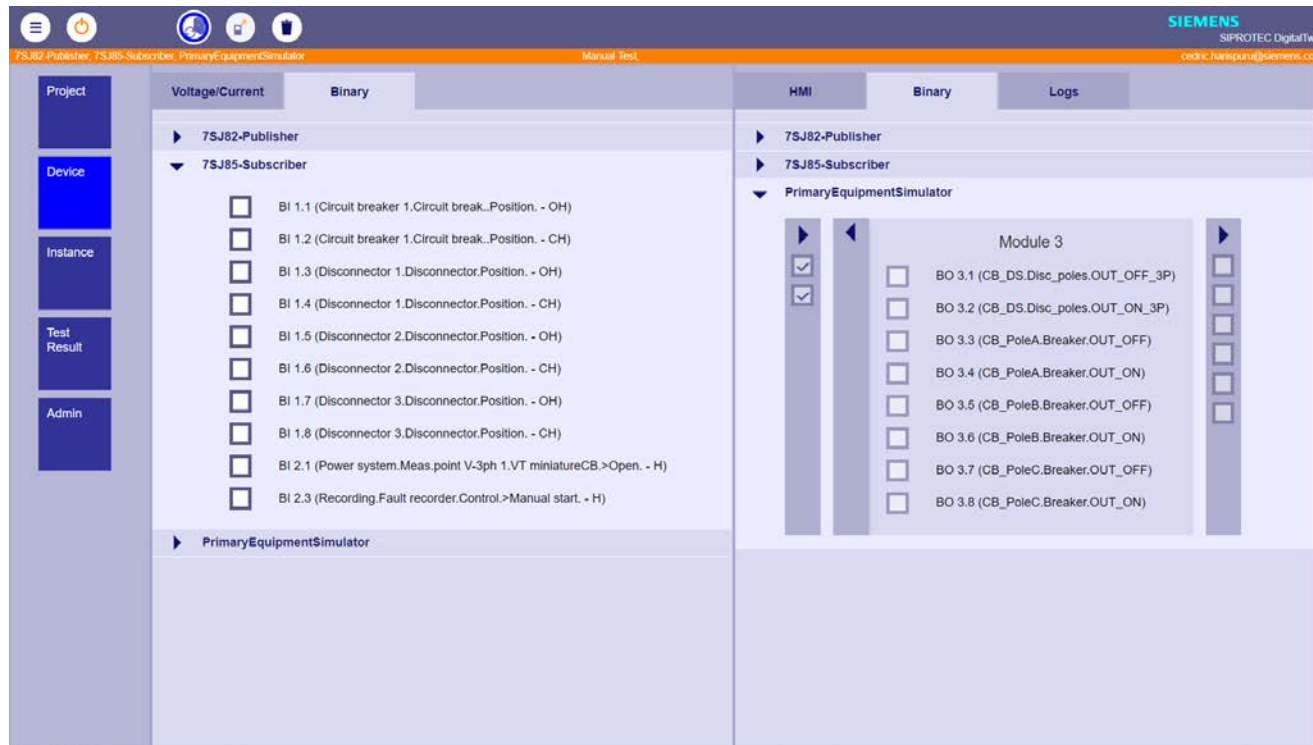 SIEMENS
SIPROTEC DigitalTw
7SJ82-Publisher, 7SJ85-Subscriber, PrimaryEquipmentSimulator
Manual Test,
cedric.harispuru@siemens.co
Project
Device
Instance
Test
Result
Admin
Voltage/Current
Binary
7SJ82-Publisher
7SJ85-Subscriber
BI 1.1 (Circuit breaker 1.Circuit break..Position. - OH)
BI 1.2 (Circuit breaker 1.Circuit break..Position. - CH)
BI 1.3 (Disconnector 1.Disconnector.Position. - OH)
BI 1.4 (Disconnector 1.Disconnector.Position. - CH)
BI 1.5 (Disconnector 2.Disconnector.Position. - OH)
BI 1.6 (Disconnector 2.Disconnector.Position. - CH)
BI 1.7 (Disconnector 3.Disconnector.Position. - OH)
BI 1.8 (Disconnector 3.Disconnector.Position. - CH)
BI 2.1 (Power system.Meas.point V-3ph 1.VT miniatureCB.>Open. - H)
BI 2.3 (Recording.Fault recorder.Control.>Manual start. - H)
PrimaryEquipmentSimulator
HMI
Binary
Logs
7SJ82-Publisher
7SJ85-Subscriber
PrimaryEquipmentSimulator
Module 3
BO 3.1 (CB_DS.Disc_poles.OUT_OFF_3P)
BO 3.2 (CB_DS.Disc_poles.OUT_ON_3P)
BO 3.3 (CB_PoleA.Breaker.OUT_OFF)
BO 3.4 (CB_PoleA.Breaker.OUT_ON)
BO 3.5 (CB_PoleB.Breaker.OUT_OFF)
BO 3.6 (CB_PoleB.Breaker.OUT_ON)
BO 3.7 (CB_PoleC.Breaker.OUT_OFF)
BO 3.8 (CB_PoleC.Breaker.OUT_ON)